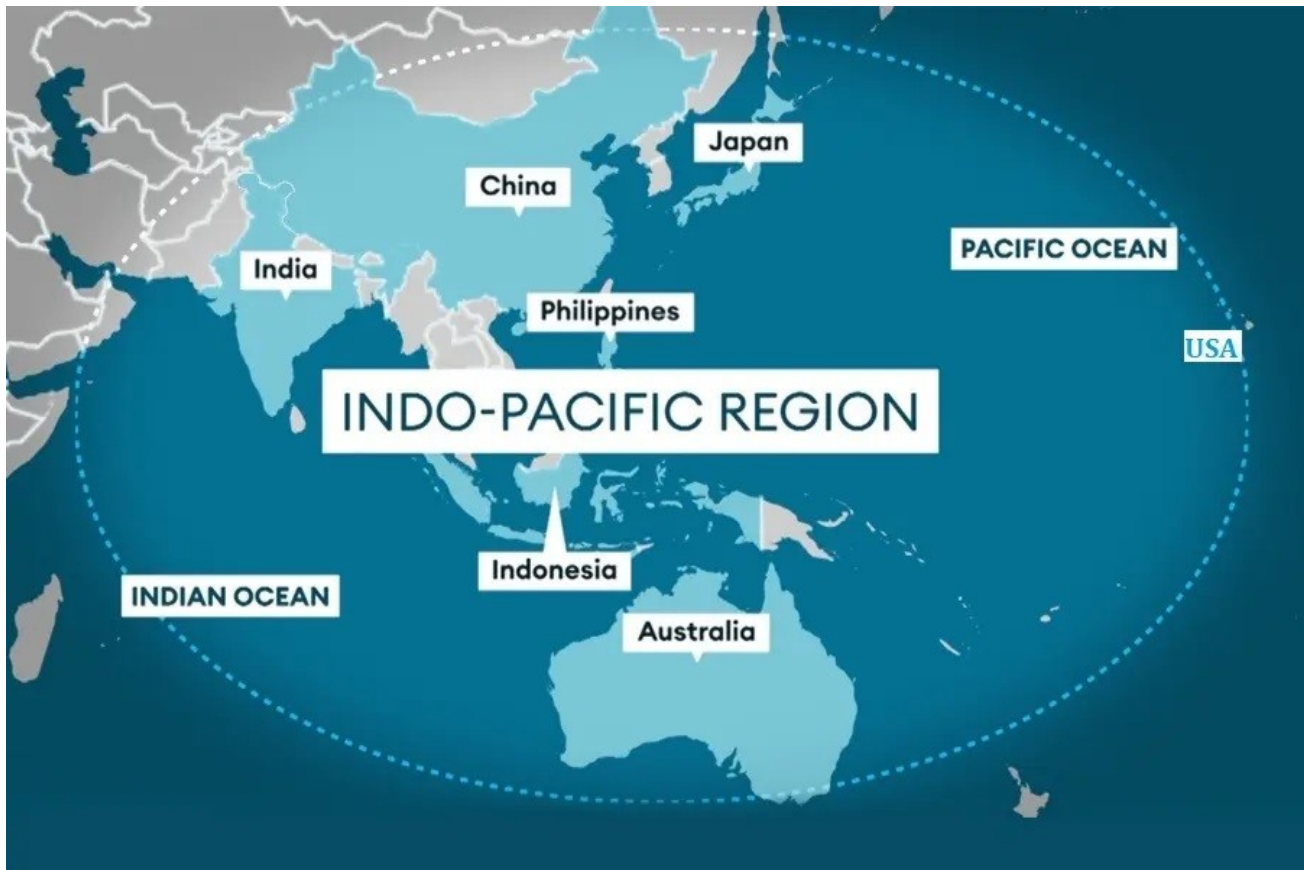 Japan
China
PACIFIC OCEAN
India
Philippines
USA
INDO-PACIFIC REGION
Indonesia
INDIAN OCEAN
Australia